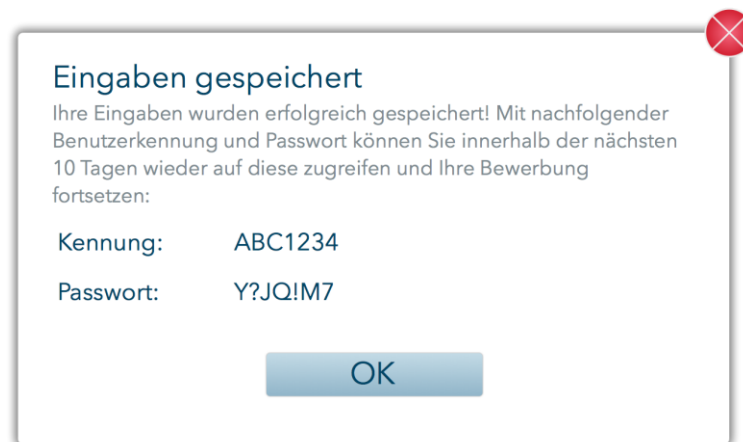 Eingaben gespeichert
Ihre Eingaben wurden erfolgreich gespeichert! Mit nachfolgender
Benutzerkennung und Passwort können Sie innerhalb der nächsten
10 Tagen wieder auf diese zugreifen und Ihre Bewerbung
fortsetzen:
Kennung: ABC1234
Passwort: Y?JQ!M7
OK